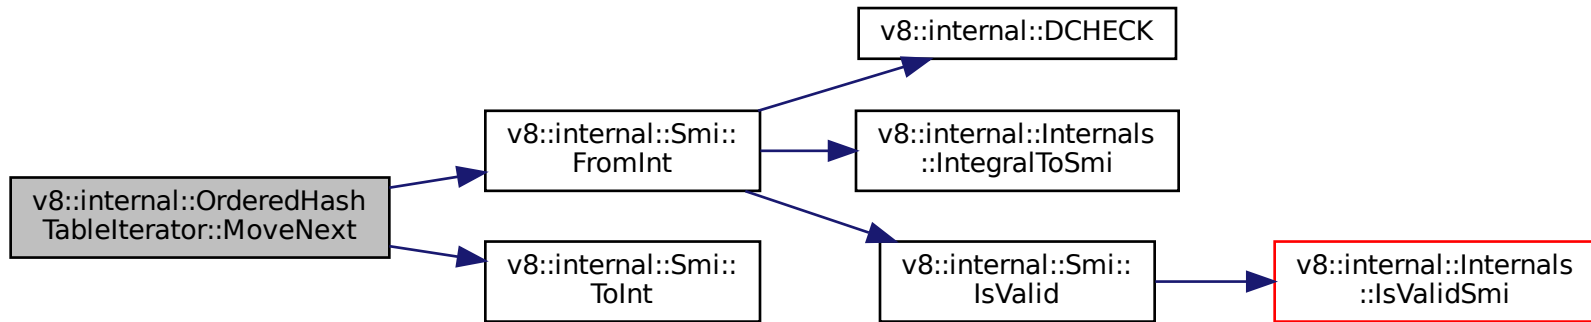 v8::internal::OrderedHash
TableIterator::MoveNext
v8::internal::Smi::
FromInt
v8::internal::Smi::
ToInt
v8::internal::DCHECK
v8::internal::Internals
::IntegralToSmi
v8::internal::Smi::
IsValid
v8::internal::Internals
::IsValidSmi